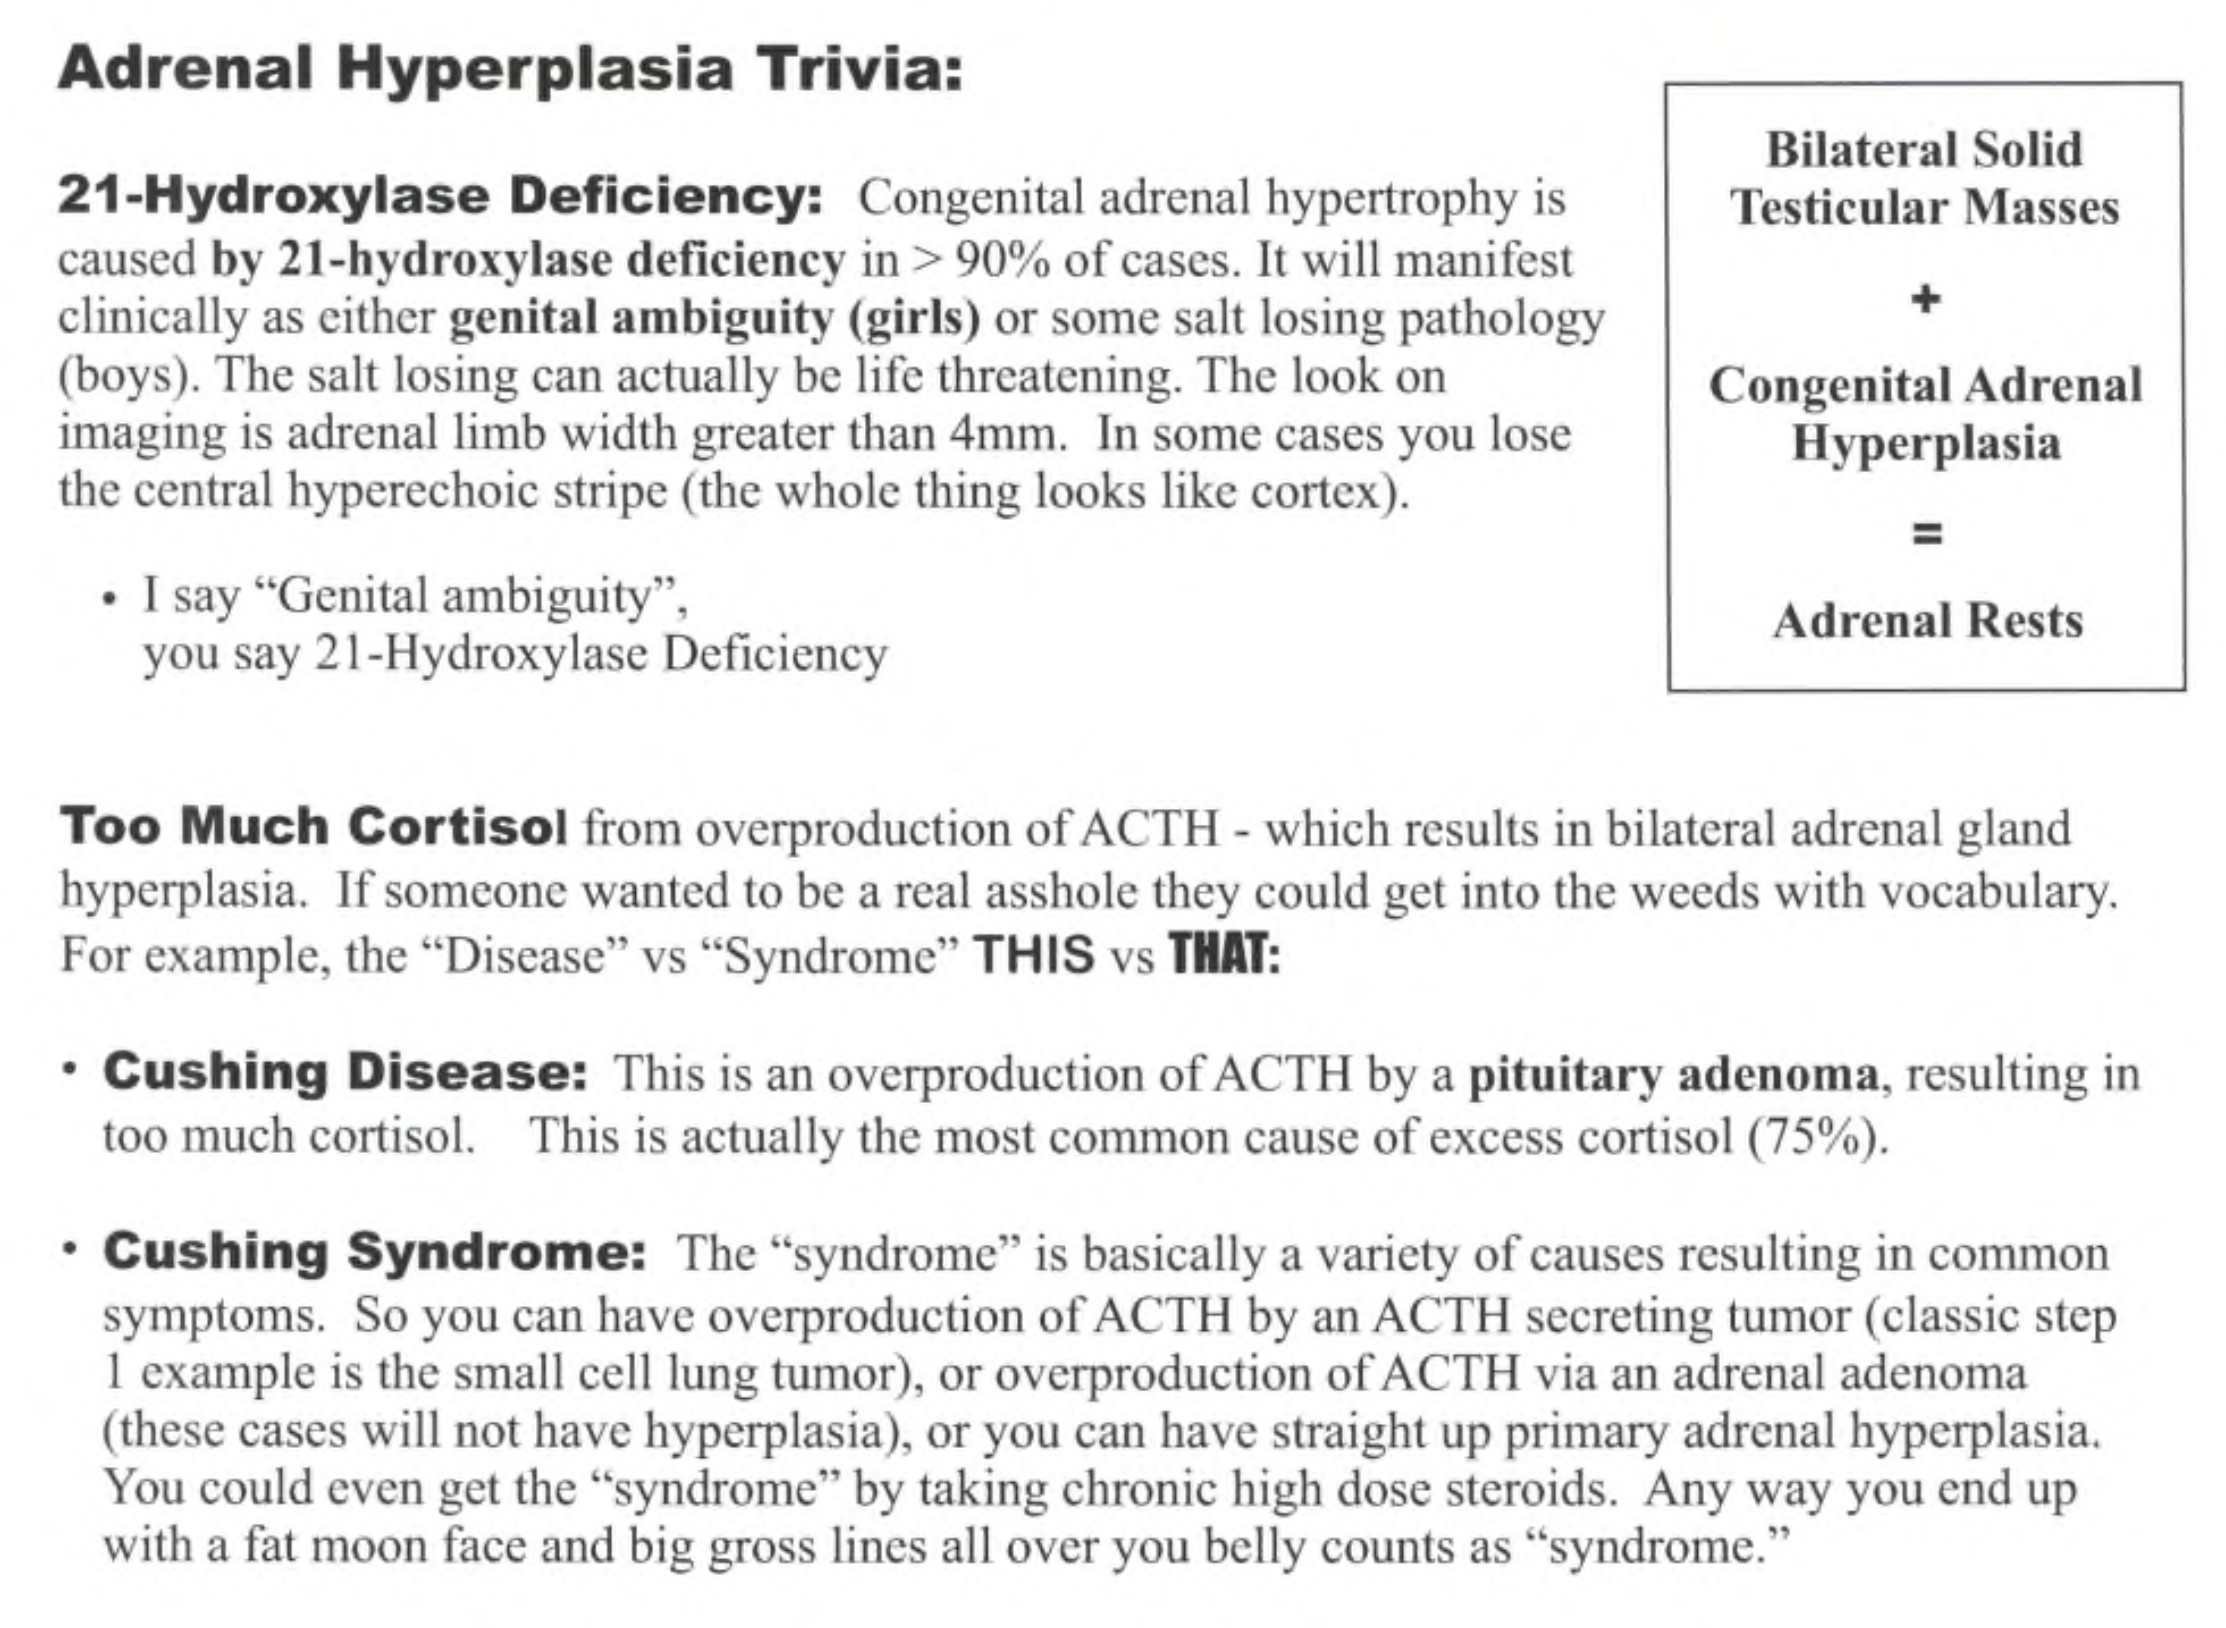 Adrenal Hyperplasia Trivia:
21-Hydroxylase Deficiency: Congenital adrenal hypertrophy is
caused by 21-hydroxylase deficiency in > 90% of cases. It will manifest
clinically as either genital ambiguity (girls) or some salt losing pathology
(boys). The salt losing can actually be life threatening. The look on
imaging is adrenal limb width greater than 4mm. In some cases you lose
the central hyperechoic stripe (the whole thing looks like cortex).
• I say “Genital ambiguity”,
you say 21-Hydroxylase Deficiency
Bilateral Solid
Testicular Masses
+
Congenital Adrenal
Hyperplasia
=
Adrenal Rests
Too Much Cortisol from overproduction of ACTH - which results in bilateral adrenal gland
hyperplasia. If someone wanted to be a real asshole they could get into the weeds with vocabulary.
For example, the “Disease” vs “Syndrome” THIS vs THAT:
• Cushing Disease: This is an overproduction of ACTH by a pituitary adenoma, resulting in
too much cortisol. This is actually the most common cause of excess cortisol (75%).
• Cushing Syndrome: The “syndrome” is basically a variety of causes resulting in common
symptoms. So you can have overproduction of ACTH by an ACTH secreting tumor (classic step
1 example is the small cell lung tumor), or overproduction of ACTH via an adrenal adenoma
(these cases will not have hyperplasia), or you can have straight up primary adrenal hyperplasia.
You could even get the “syndrome” by taking chronic high dose steroids. Any way you end up
with a fat moon face and big gross lines all over you belly counts as “syndrome.”